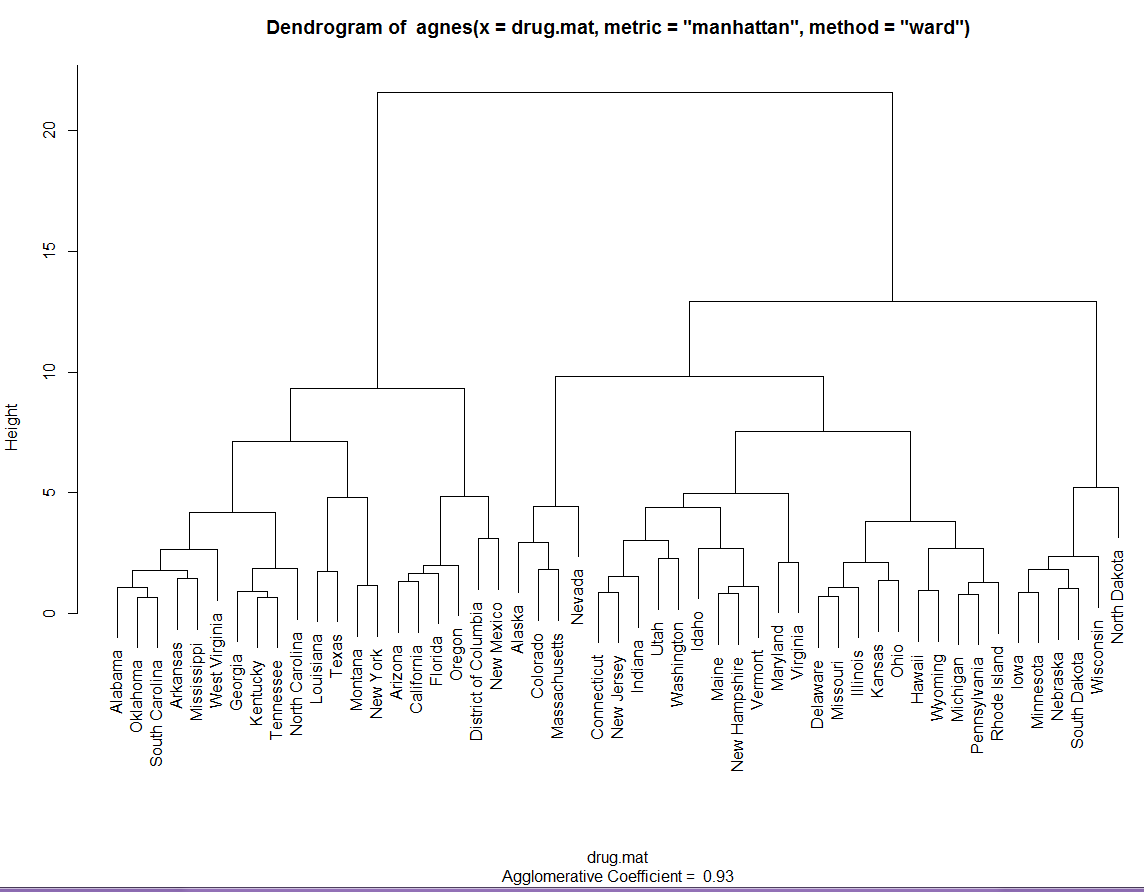 Dendrogram of agnes(x = drug.mat, metric = "manhattan", method = "ward")
Height
20
15
10
5
0
Alabama
Oklahoma
South Carolina
Arkansas
Mississippi
West Virginia
Georgia
Kentucky
Tennessee
North Carolina
Louisiana
Texas
Montana
New York
Arizona
California
Florida
Oregon
District of Columbia
New Mexico
Alaska
Colorado
Massachusetts
Nevada
Connecticut
New Jersey
Indiana
Utah
Washington
Idaho
Maine
New Hampshire
Vermont
Maryland
Virginia
Delaware
Missouri
Illinois
Kansas
Ohio
Hawaii
Wyoming
Michigan
Pennsylvania
Rhode Island
Iowa
Minnesota
Nebraska
South Dakota
Wisconsin
North Dakota
drug.mat
Agglomerative Coefficient = 0.93